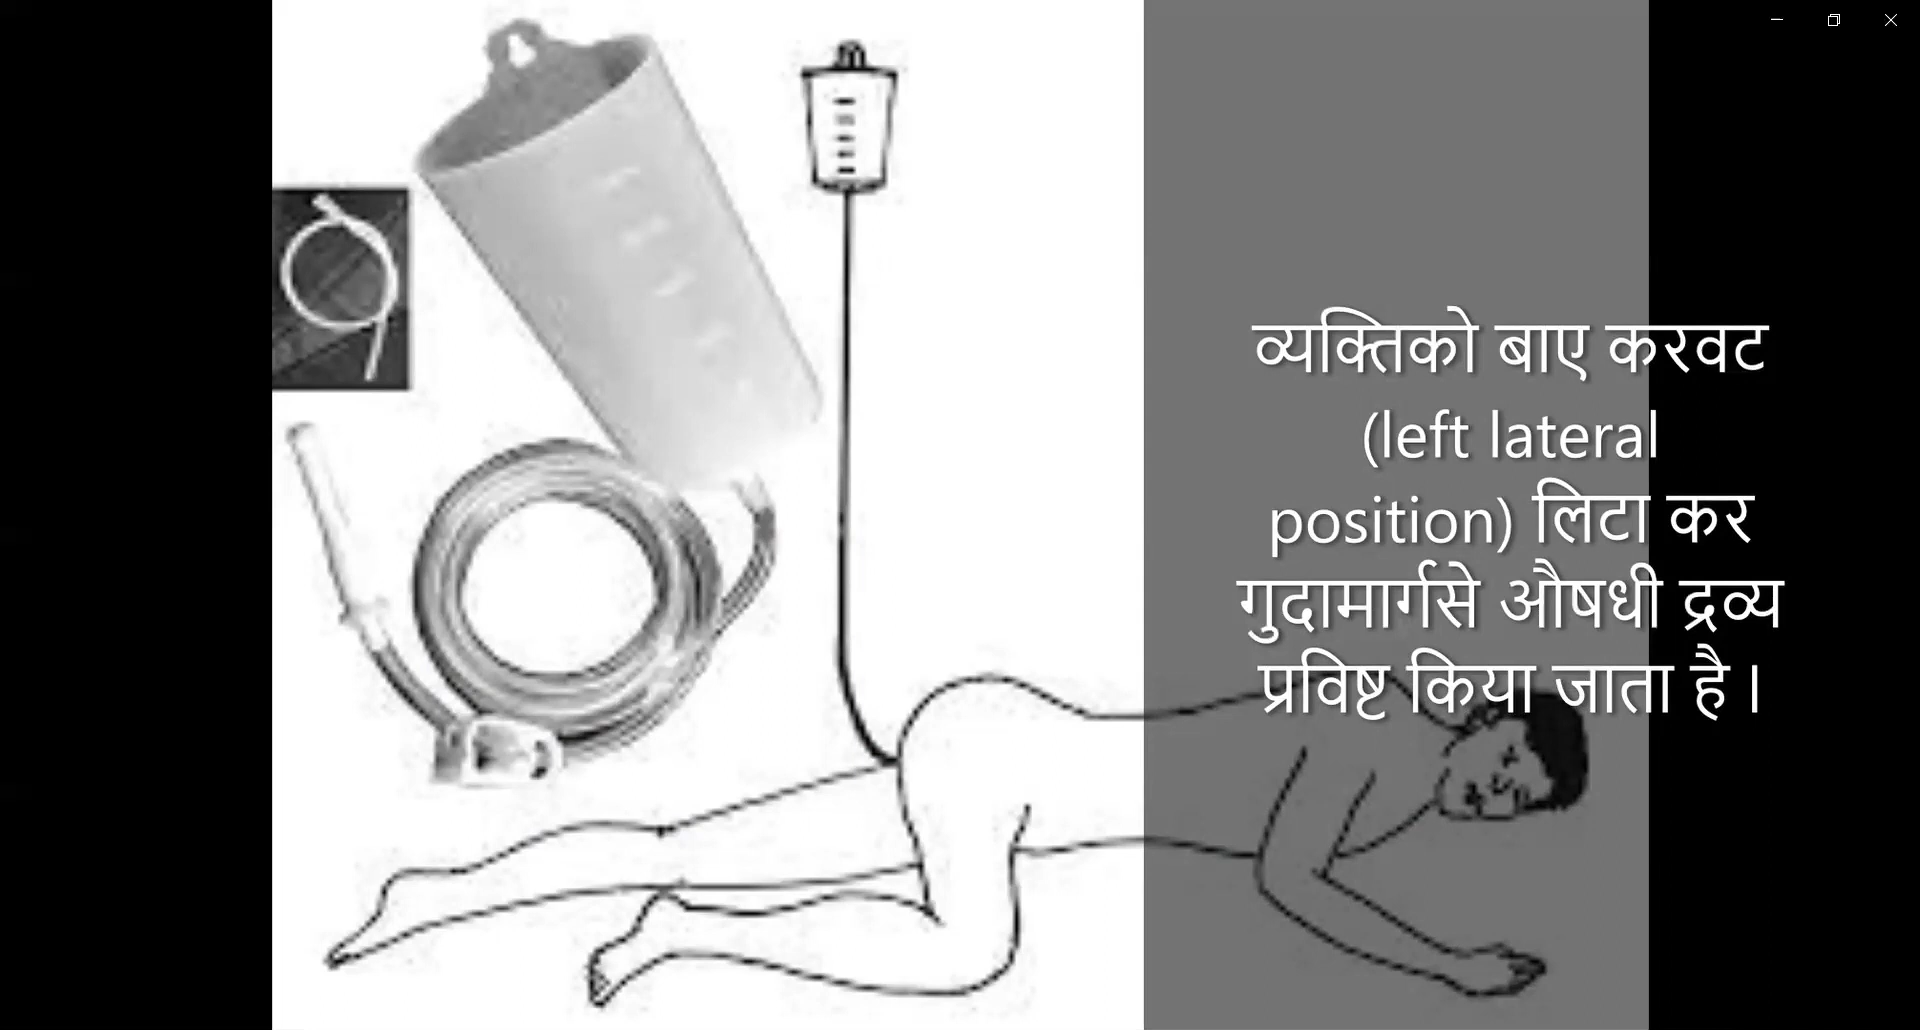 व्यक्तिको बाए करवट
(left lateral
position) लिटा कर
गुदामार्गसे औषधी द्रव्य
प्रविष्ट किया जाता है ।